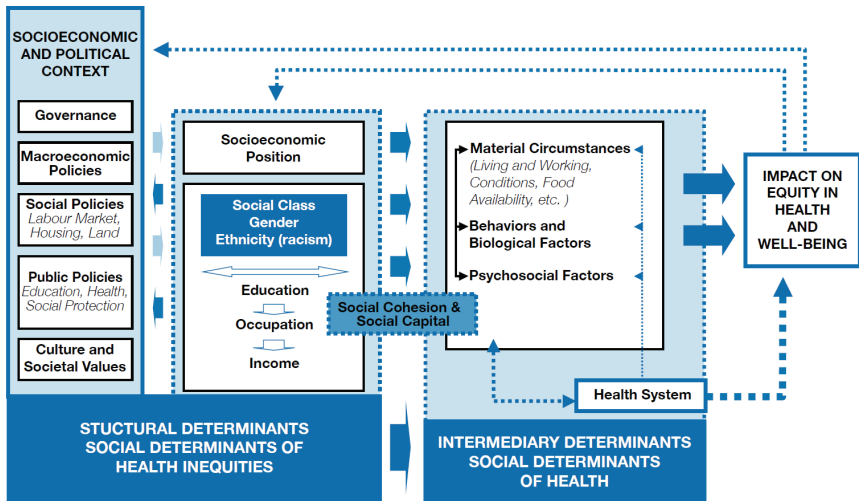 SOCIOECONOMIC
AND POLITICAL
CONTEXT
Governance
Macroeconomic
Policies
Social Policies
Labour Market,
Housing, Land
Public Policies
Education, Health,
Social Protection
Culture and
Societal Values
Socioeconomic
Position
Social Class
Gender
Ethnicity (racism)
Education
Occupation
Income
Social Cohesion &
Social Capital
Material Circumstances
(Living and Working,
Conditions, Food
Availability, etc. )
Behaviors and
Biological Factors
Psychosocial Factors
Health System
IMPACT ON
EQUITY IN
HEALTH
AND
WELL-BEING
STUCTURAL DETERMINANTS
SOCIAL DETERMINANTS OF
HEALTH INEQUITIES
INTERMEDIARY DETERMINANTS
SOCIAL DETERMINANTS
OF HEALTH